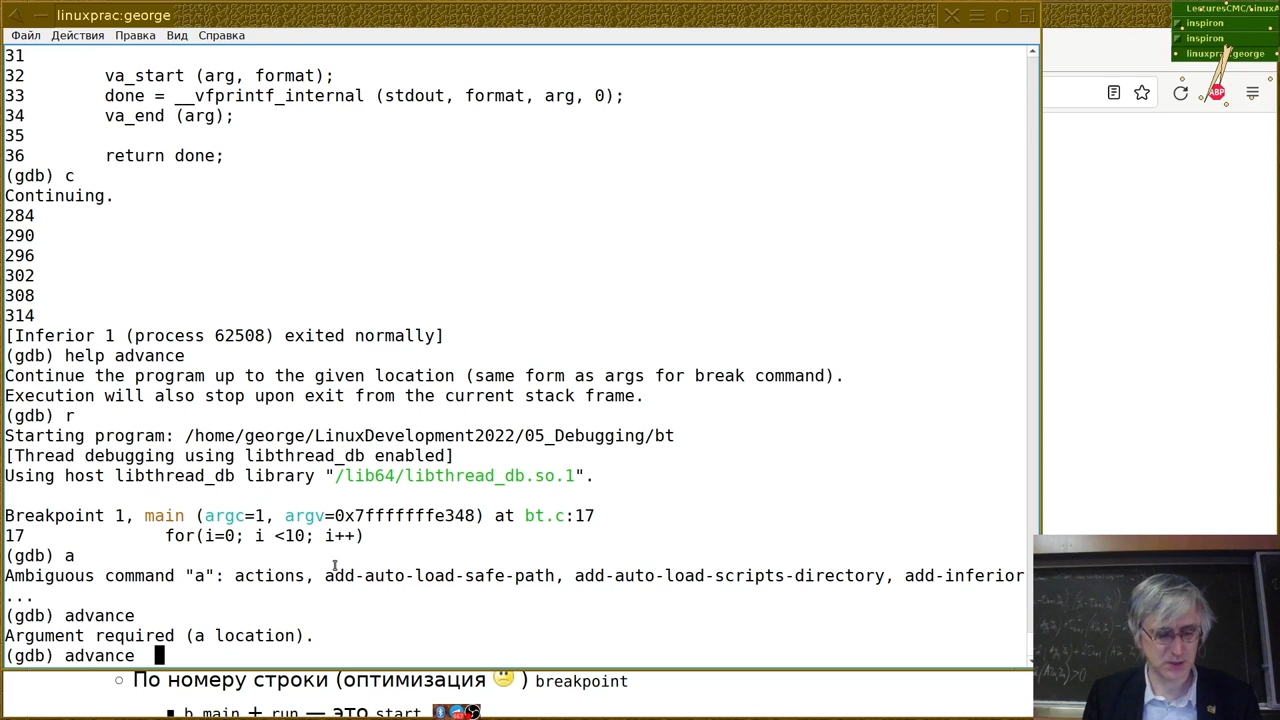 linuxprac:george
Файл Действия Правка Вид Справка
31
32 va_start (arg, format);
33 done = __vfprintf_internal (stdout, format, arg, 0);
34 va_end (arg);
35
36 return done;
(gdb) c
Continuing.
284
290
296
302
308
314
[Inferior 1 (process 62508) exited normally]
(gdb) help advance
Continue the program up to the given location (same form as args for break command).
Execution will also stop upon exit from the current stack frame.
(gdb) r
Starting program: /home/george/LinuxDevelopment2022/05_Debugging/bt
[Thread debugging using libthread_db enabled]
Using host libthread_db library "/lib64/libthread_db.so.1".
Breakpoint 1, main (argc=1, argv=0x7fffffffe348) at bt.c:17
17 for(i=0; i <10; i++)
(gdb) a
Ambiguous command "a": actions, add-auto-load-safe-path, add-auto-load-scripts-directory, add-inferior
...
(gdb) advance
Argument required (a location).
(gdb) advance
По номеру строки (оптимизация ) breakpoint
b main + run — это start
LecturesCMC/LinuxA
inspiron
inspiron
linuxprac:george
ABP